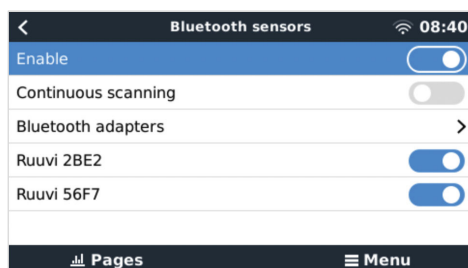 Bluetooth sensors 08:40
Enable
Continuous scanning
Bluetooth adapters
Ruuvi 2BE2
Ruuvi 56F7
Pages Menu